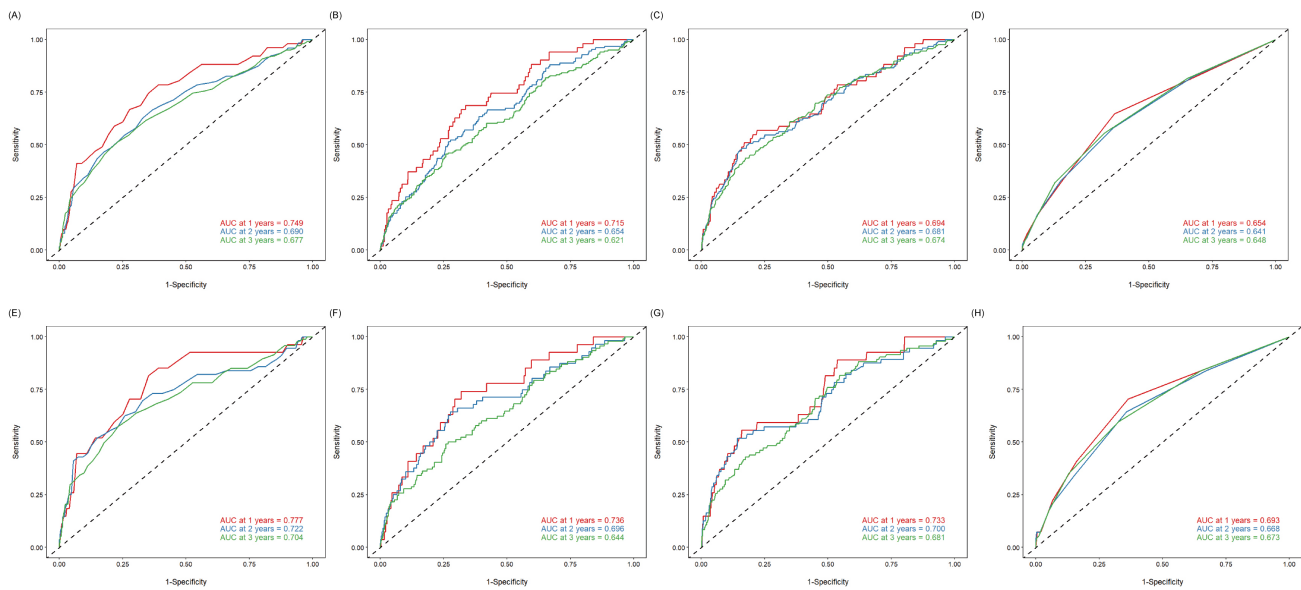 (A)
1.00
0.75
0.50
0.25
0.00
Sensitivity
AUC at 1 years = 0.749
AUC at 2 years = 0.690
AUC at 3 years = 0.677
0.00 0.25 0.50 0.75 1.00
1-Specificity
(B)
1.00
0.75
0.50
0.25
0.00
Sensitivity
AUC at 1 years = 0.715
AUC at 2 years = 0.654
AUC at 3 years = 0.621
0.00 0.25 0.50 0.75 1.00
1-Specificity
(C)
1.00
0.75
0.50
0.25
0.00
Sensitivity
AUC at 1 years = 0.694
AUC at 2 years = 0.681
AUC at 3 years = 0.674
0.00 0.25 0.50 0.75 1.00
1-Specificity
(D)
1.00
0.75
0.50
0.25
0.00
Sensitivity
AUC at 1 years = 0.654
AUC at 2 years = 0.641
AUC at 3 years = 0.648
0.00 0.25 0.50 0.75 1.00
1-Specificity
(E)
1.00
0.75
0.50
0.25
0.00
Sensitivity
AUC at 1 years = 0.777
AUC at 2 years = 0.722
AUC at 3 years = 0.704
0.00 0.25 0.50 0.75 1.00
1-Specificity
(F)
1.00
0.75
0.50
0.25
0.00
Sensitivity
AUC at 1 years = 0.736
AUC at 2 years = 0.696
AUC at 3 years = 0.644
0.00 0.25 0.50 0.75 1.00
1-Specificity
(G)
1.00
0.75
0.50
0.25
0.00
Sensitivity
AUC at 1 years = 0.733
AUC at 2 years = 0.700
AUC at 3 years = 0.681
0.00 0.25 0.50 0.75 1.00
1-Specificity
(H)
1.00
0.75
0.50
0.25
0.00
Sensitivity
AUC at 1 years = 0.693
AUC at 2 years = 0.668
AUC at 3 years = 0.673
0.00 0.25 0.50 0.75 1.00
1-Specificity